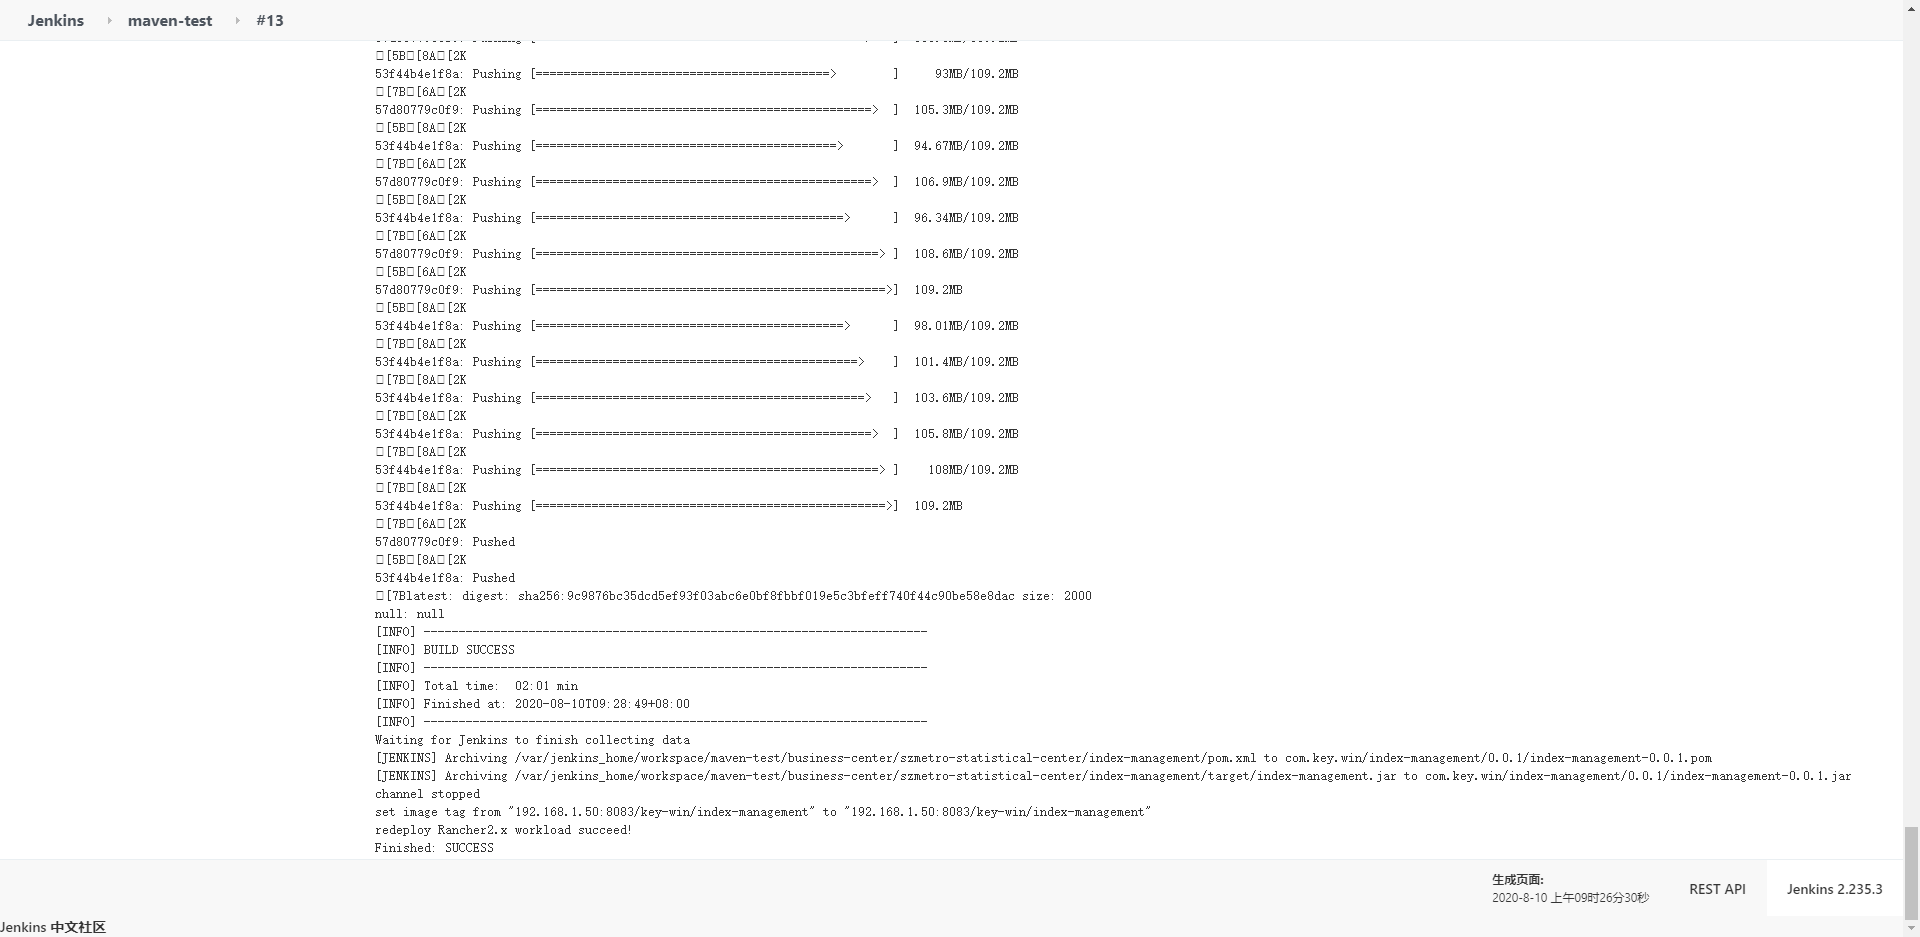 Jenkins maven-test #13
[5B [8A [2K
53f44b4e1f8a: Pushing [==========================================>        ]     93MB/109.2MB
[7B [6A [2K
57d80779c0f9: Pushing [================================================>  ]  105.3MB/109.2MB
[5B [8A [2K
53f44b4e1f8a: Pushing [===========================================>       ]  94.67MB/109.2MB
[7B [6A [2K
57d80779c0f9: Pushing [================================================>  ]  106.9MB/109.2MB
[5B [8A [2K
53f44b4e1f8a: Pushing [============================================>      ]  96.34MB/109.2MB
[7B [6A [2K
57d80779c0f9: Pushing [=================================================> ]  108.6MB/109.2MB
[5B [6A [2K
57d80779c0f9: Pushing [==================================================>]  109.2MB
[5B [8A [2K
53f44b4e1f8a: Pushing [============================================>      ]  98.01MB/109.2MB
[7B [8A [2K
53f44b4e1f8a: Pushing [==============================================>    ]  101.4MB/109.2MB
[7B [8A [2K
53f44b4e1f8a: Pushing [===============================================>   ]  103.6MB/109.2MB
[7B [8A [2K
53f44b4e1f8a: Pushing [================================================>  ]  105.8MB/109.2MB
[7B [8A [2K
53f44b4e1f8a: Pushing [=================================================> ]    108MB/109.2MB
[7B [8A [2K
53f44b4e1f8a: Pushing [==================================================>]  109.2MB
[7B [6A [2K
57d80779c0f9: Pushed
[5B [8A [2K
53f44b4e1f8a: Pushed
[7Blatest: digest: sha256:9c9876bc35dcd5ef93f03abc6e0bf8fbbf019e5c3bfeff740f44c90be58e8dac size: 2000
null: null
[INFO] ------------------------------------------------------------------------
[INFO] BUILD SUCCESS
[INFO] ------------------------------------------------------------------------
[INFO] Total time:  02:01 min
[INFO] Finished at: 2020-08-10T09:28:49+08:00
[INFO] ------------------------------------------------------------------------
Waiting for Jenkins to finish collecting data
[JENKINS] Archiving /var/jenkins_home/workspace/maven-test/business-center/szmetro-statistical-center/index-management/pom.xml to com.key.win/index-management/0.0.1/index-management-0.0.1.pom
[JENKINS] Archiving /var/jenkins_home/workspace/maven-test/business-center/szmetro-statistical-center/index-management/target/index-management.jar to com.key.win/index-management/0.0.1/index-management-0.0.1.jar
channel stopped
set image tag from "192.168.1.50:8083/key-win/index-management" to "192.168.1.50:8083/key-win/index-management"
redeploy Rancher2.x workload succeed!
Finished: SUCCESS
生成页面:
2020-8-10 上午09时26分30秒
REST API
Jenkins 2.235.3
Jenkins 中文社区